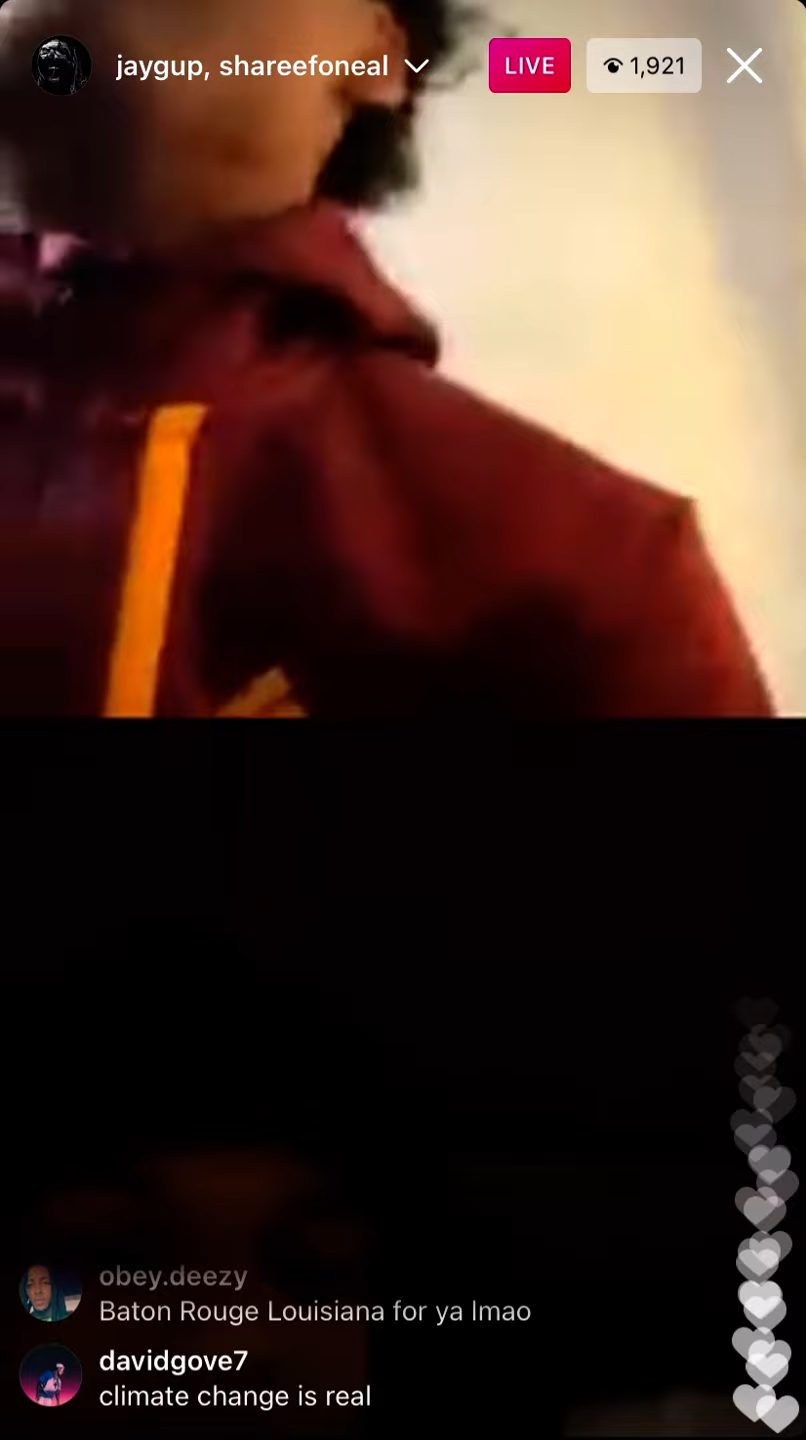 jaygup, shareefoneal
LIVE
1,921
obey.deezy
Baton Rouge Louisiana for ya lmao
davidgove7
climate change is real